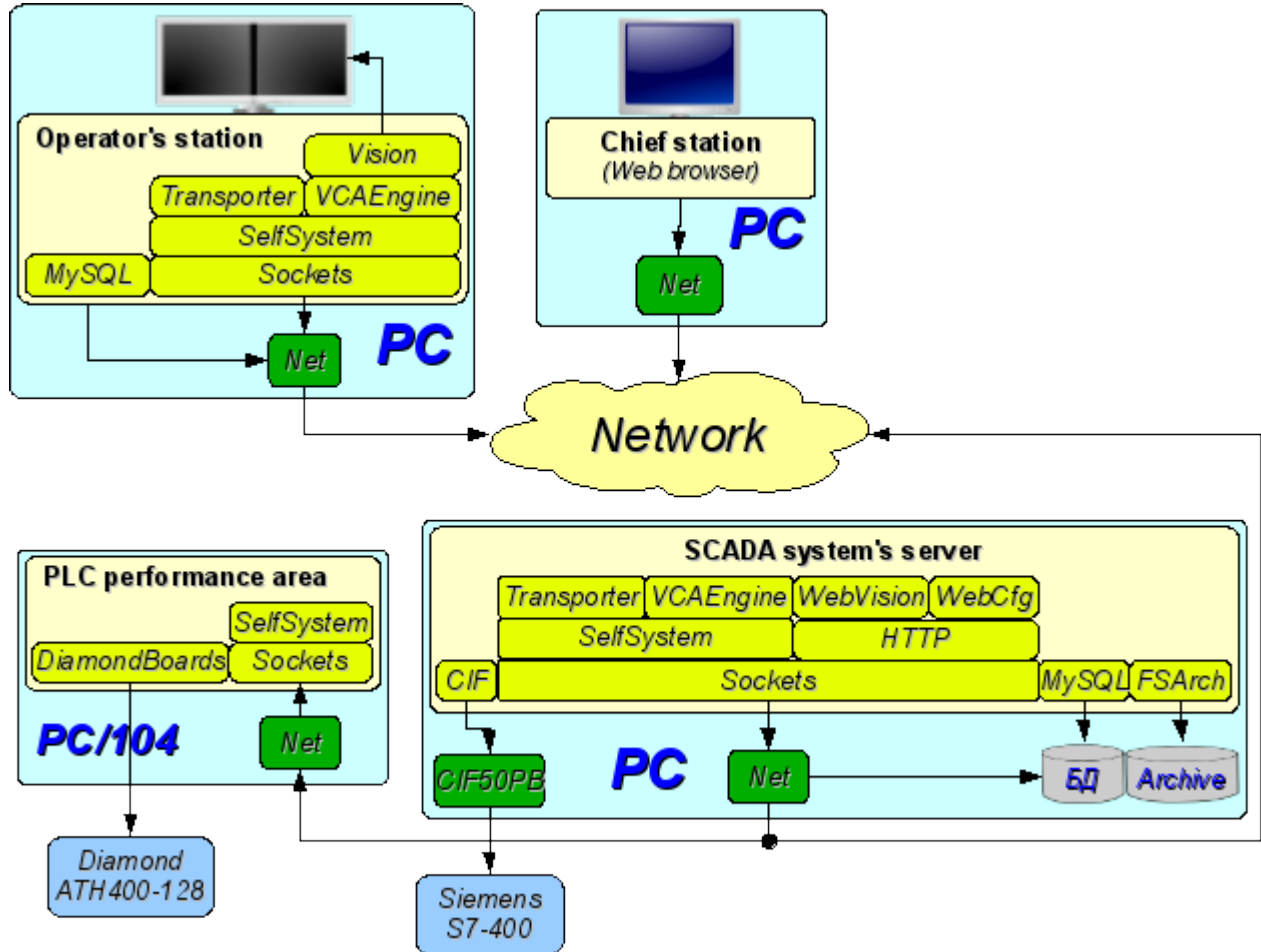 Operator's station
Vision
Transporter
VCAEngine
SelfSystem
MySQL
Sockets
Net
PC
Chief station
(Web browser)
PC
Net
Network
PLC performance area
SelfSystem
DiamondBoards
Sockets
PC/104
Net
Diamond
ATH400-128
SCADA system's server
Transporter
VCAEngine
WebVision
WebCfg
SelfSystem
HTTP
CIF
Sockets
MySQL
FSArch
CIF50PB
PC
Net
БД
Archive
Siemens
S7-400